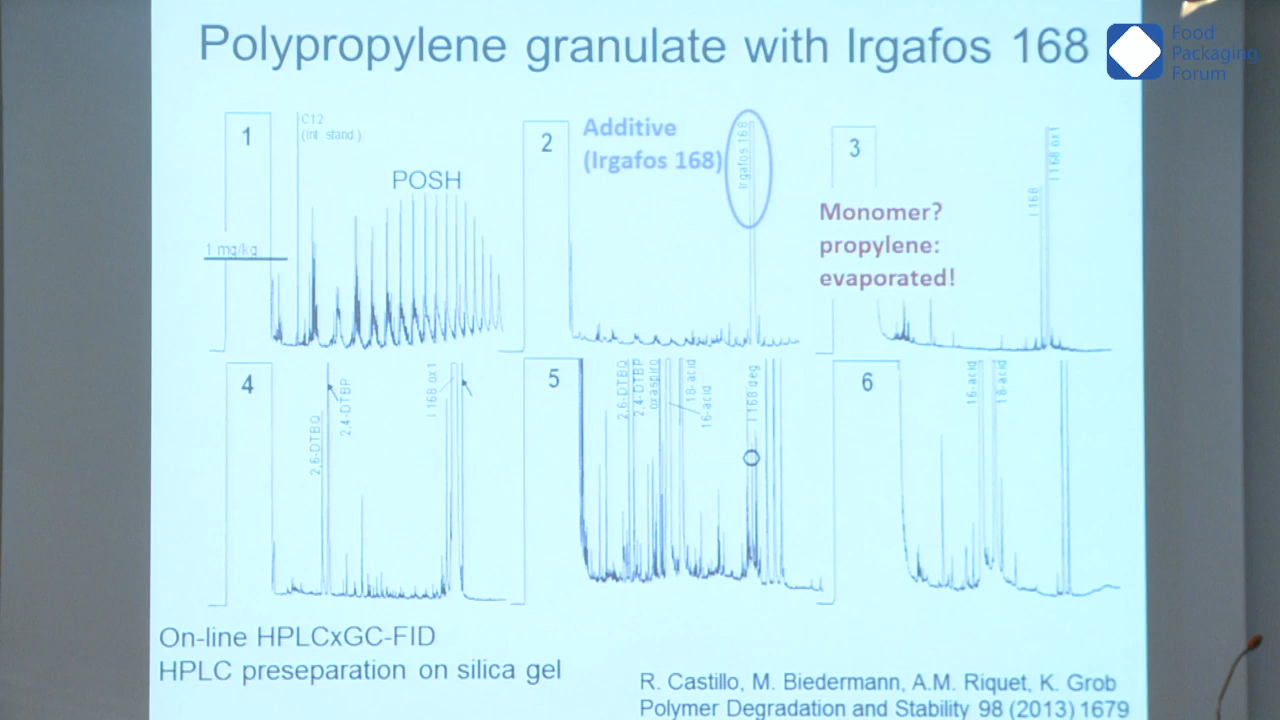 Polypropylene granulate with Irgafos 168
Food
Packaging
Forum
1
C12
(int. stand.)
POSH
1 mg/kg
2
Additive
(Irgafos 168)
Irgafos 168
3
Monomer?
propylene:
evaporated!
I 168
I 168 ox1
4
2,6-DTBQ
2,4-DTBP
I 168 ox1
5
2,6-DTBQ
2,4-DTBP
oxaspiro
18-acid
16-acid
I 168 deg
6
16-acid
18-acid
On-line HPLCxGC-FID
HPLC preseparation on silica gel
R. Castillo, M. Biedermann, A.M. Riquet, K. Grob
Polymer Degradation and Stability 98 (2013) 1679